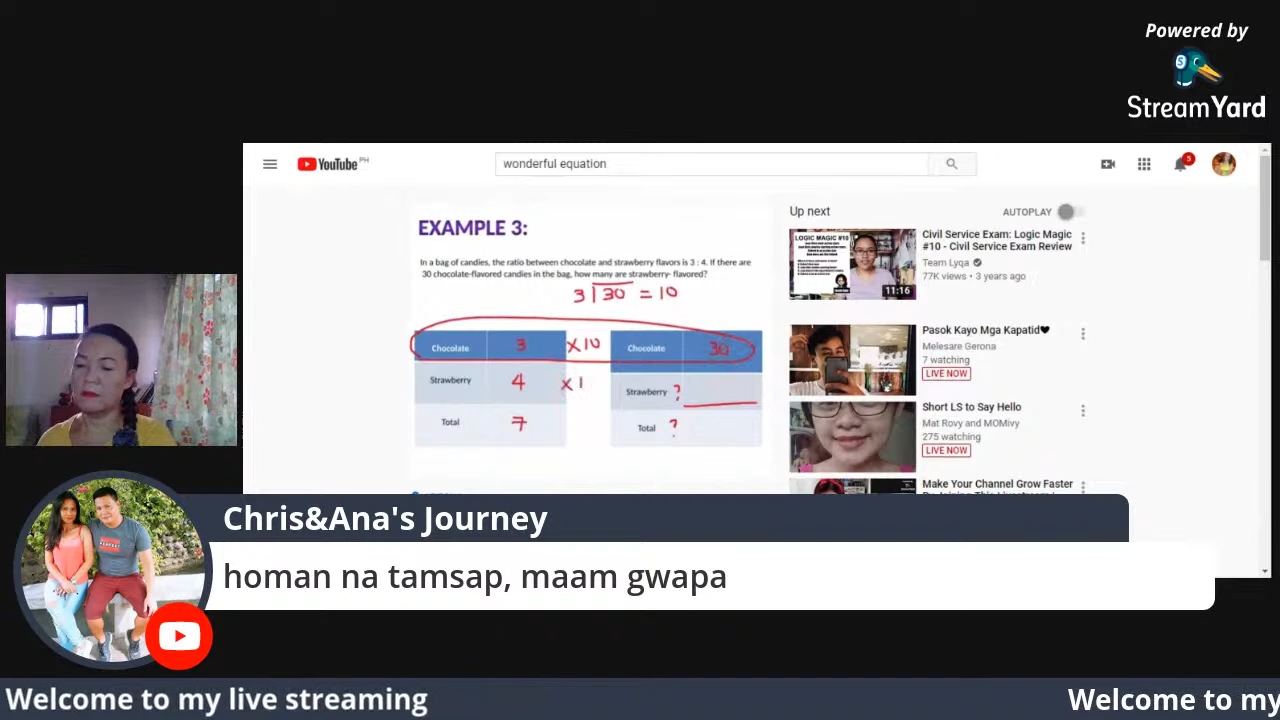 Powered by
StreamYard
YouTube PH
wonderful equation
5
EXAMPLE 3:
In a bag of candies, the ratio between chocolate and strawberry flavors is 3 : 4. If there are
30 chocolate-flavored candies in the bag, how many are strawberry- flavored?
3 30 = 10
Chocolate 3 x 10 Chocolate 30
Strawberry 4 x 1 Strawberry ?
Total 7 Total ?
Up next
AUTOPLAY
LOGIC MAGIC #10
11:16
Civil Service Exam: Logic Magic
#10 - Civil Service Exam Review
Team Lyqa
77K views • 3 years ago
Pasok Kayo Mga Kapatid♥
Melesare Gerona
7 watching
LIVE NOW
Short LS to Say Hello
Mat Rovy and MOMivy
275 watching
LIVE NOW
Make Your Channel Grow Faster
Chris&Ana's Journey
homan na tamsap, maam gwapa
Welcome to my live streaming
Welcome to my